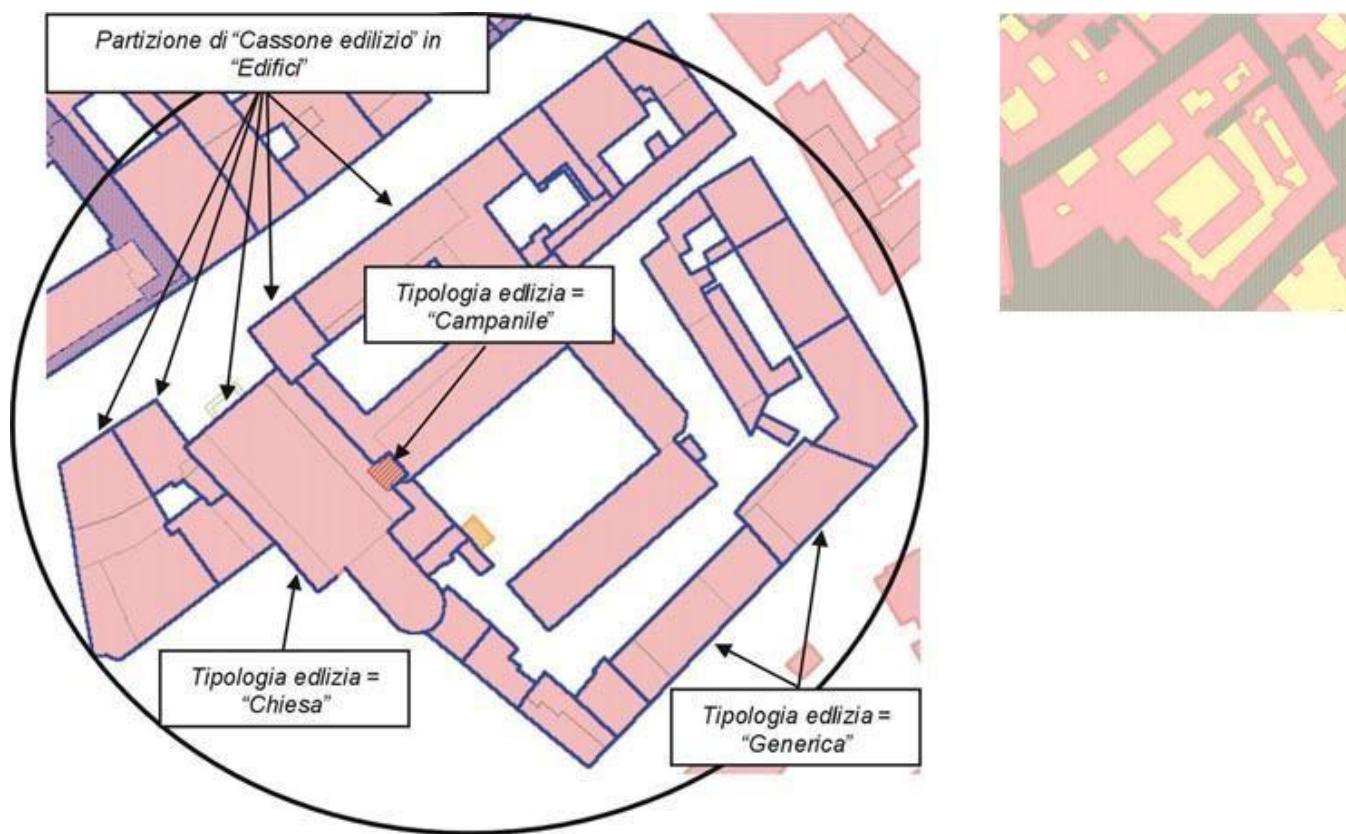 Partizione di “Cassone edilizio” in
“Edifici”
Tipologia edlizia =
“Campanile”
Tipologia edlizia =
“Chiesa”
Tipologia edlizia =
“Generica”